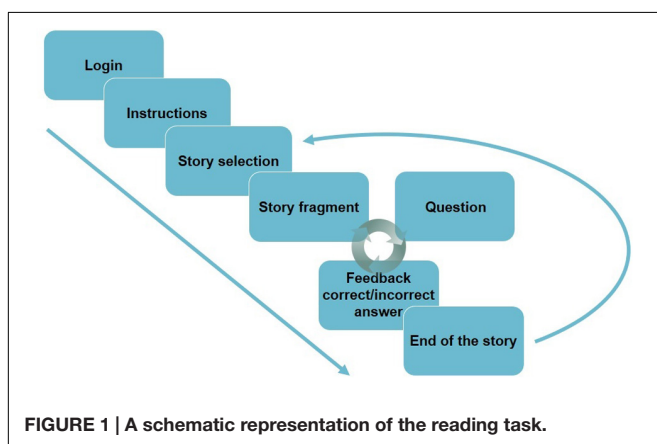 Login
Instructions
Story selection
Story fragment
Question
Feedback
correct/incorrect
answer
End of the story
FIGURE 1 | A schematic representation of the reading task.